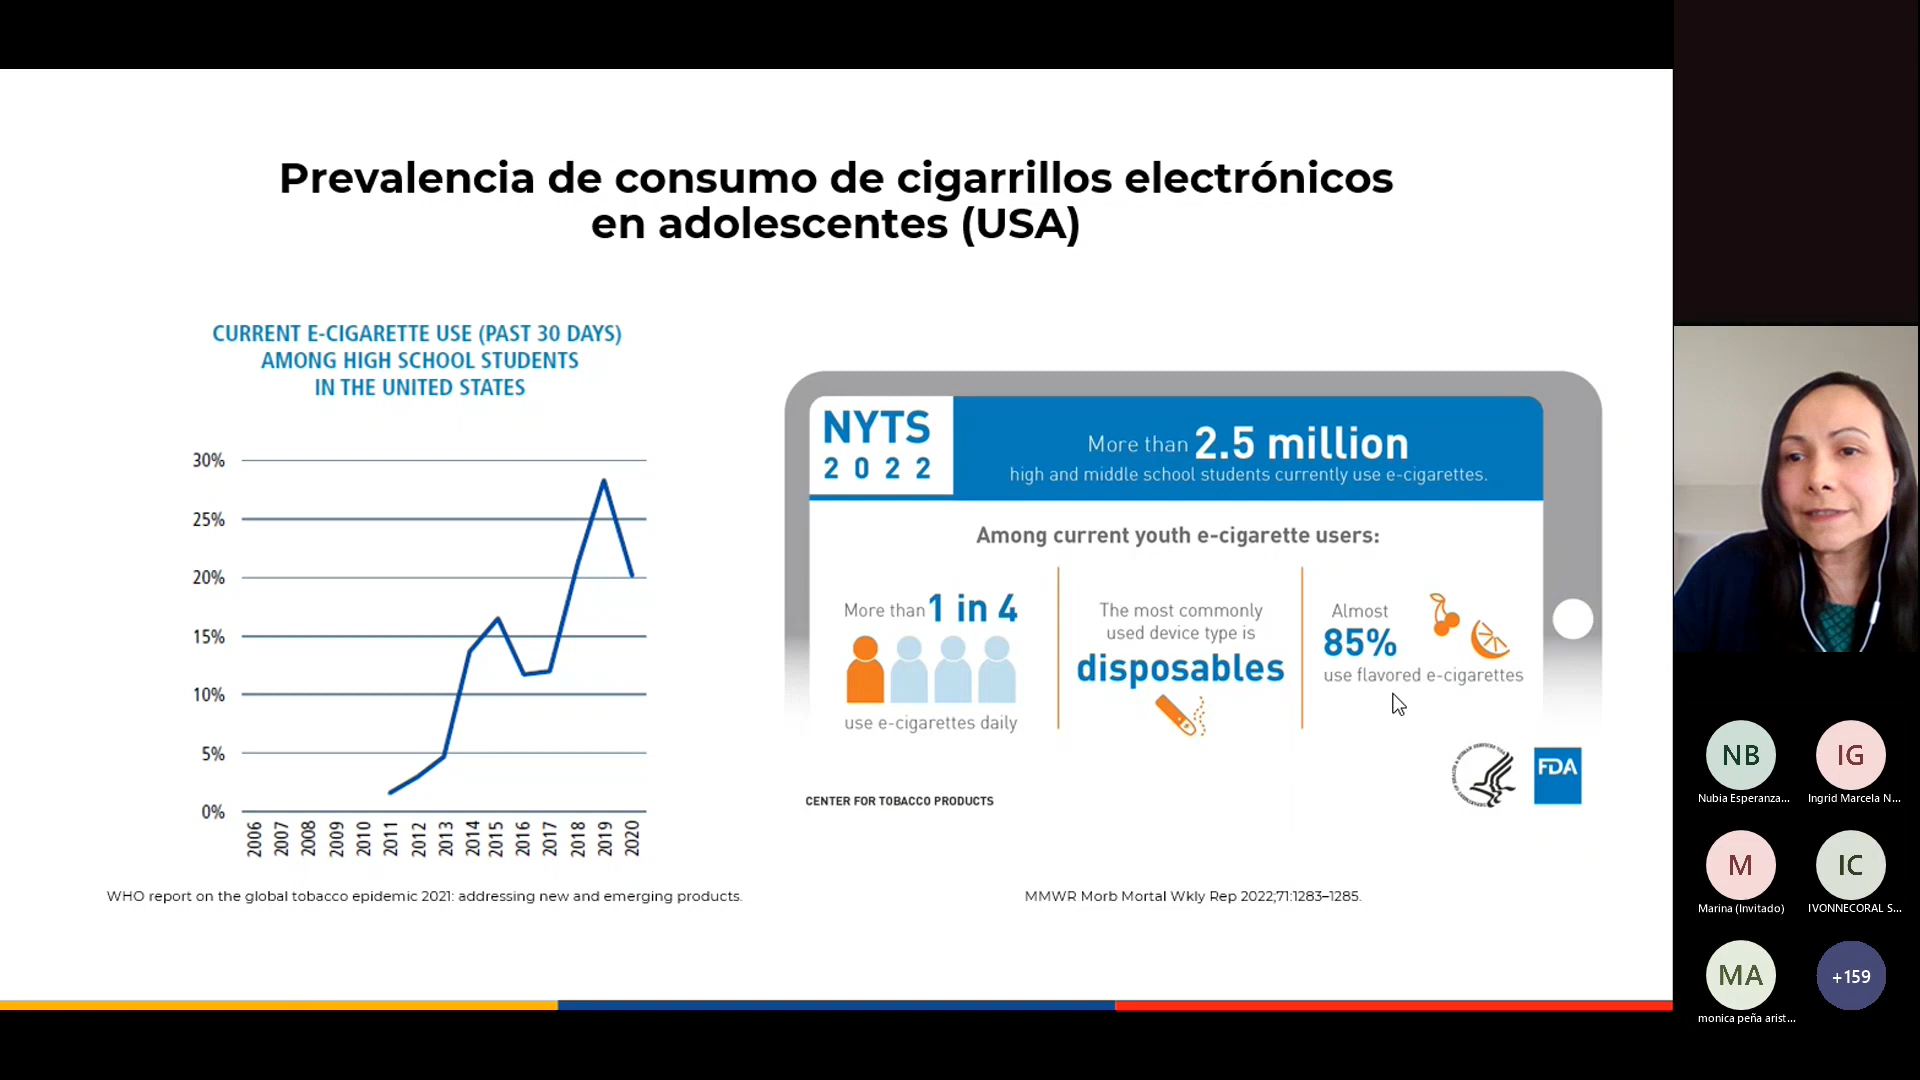 Prevalencia de consumo de cigarrillos electrónicos
en adolescentes (USA)
CURRENT E-CIGARETTE USE (PAST 30 DAYS)
AMONG HIGH SCHOOL STUDENTS
IN THE UNITED STATES
30%
25%
20%
15%
10%
5%
0%
2006 2007 2008 2009 2010 2011 2012 2013 2014 2015 2016 2017 2018 2019 2020
WHO report on the global tobacco epidemic 2021: addressing new and emerging products.
NYTS
2022
More than 2.5 million
high and middle school students currently use e-cigarettes.
Among current youth e-cigarette users:
More than 1 in 4
use e-cigarettes daily
The most commonly
used device type is
disposables
Almost
85%
use flavored e-cigarettes
CENTER FOR TOBACCO PRODUCTS
FDA
MMWR Morb Mortal Wkly Rep 2022;71:1283–1285.
NB
Nubia Esperanza...
IG
Ingrid Marcela N...
M
Marina (Invitado)
IC
IVONNECORAL S...
MA
monica peña arist...
+159